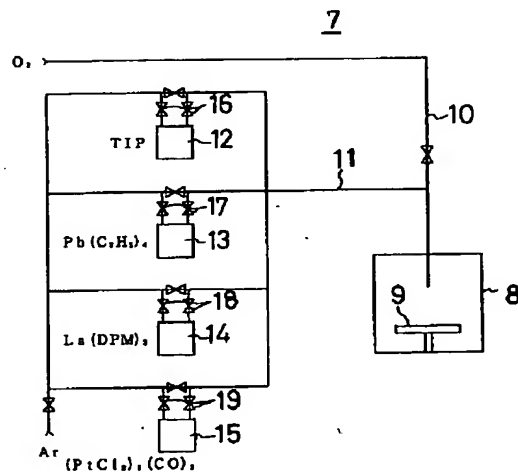 7
O₂
16
10
TIP
12
11
17
Pb(C₂H₅)₄
13
9
8
18
La(DPM)₃
14
19
Ar
15
(PtCl₂)₂(CO)₃